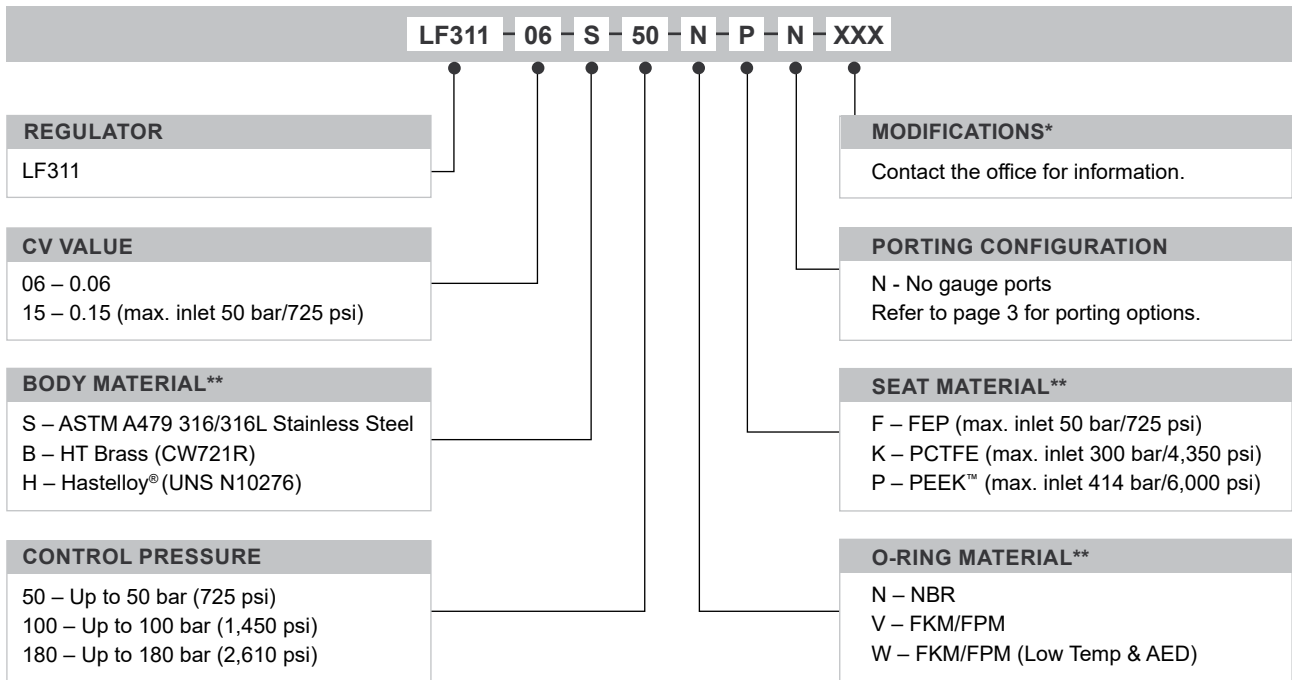 LF311 - 06 - S - 50 - N - P - N - XXX
REGULATOR
LF311
CV VALUE
06 – 0.06
15 – 0.15 (max. inlet 50 bar/725 psi)
BODY MATERIAL**
S – ASTM A479 316/316L Stainless Steel
B – HT Brass (CW721R)
H – Hastelloy® (UNS N10276)
CONTROL PRESSURE
50 – Up to 50 bar (725 psi)
100 – Up to 100 bar (1,450 psi)
180 – Up to 180 bar (2,610 psi)
MODIFICATIONS*
Contact the office for information.
PORTING CONFIGURATION
N - No gauge ports
Refer to page 3 for porting options.
SEAT MATERIAL**
F – FEP (max. inlet 50 bar/725 psi)
K – PCTFE (max. inlet 300 bar/4,350 psi)
P – PEEK™ (max. inlet 414 bar/6,000 psi)
O-RING MATERIAL**
N – NBR
V – FKM/FPM
W – FKM/FPM (Low Temp & AED)